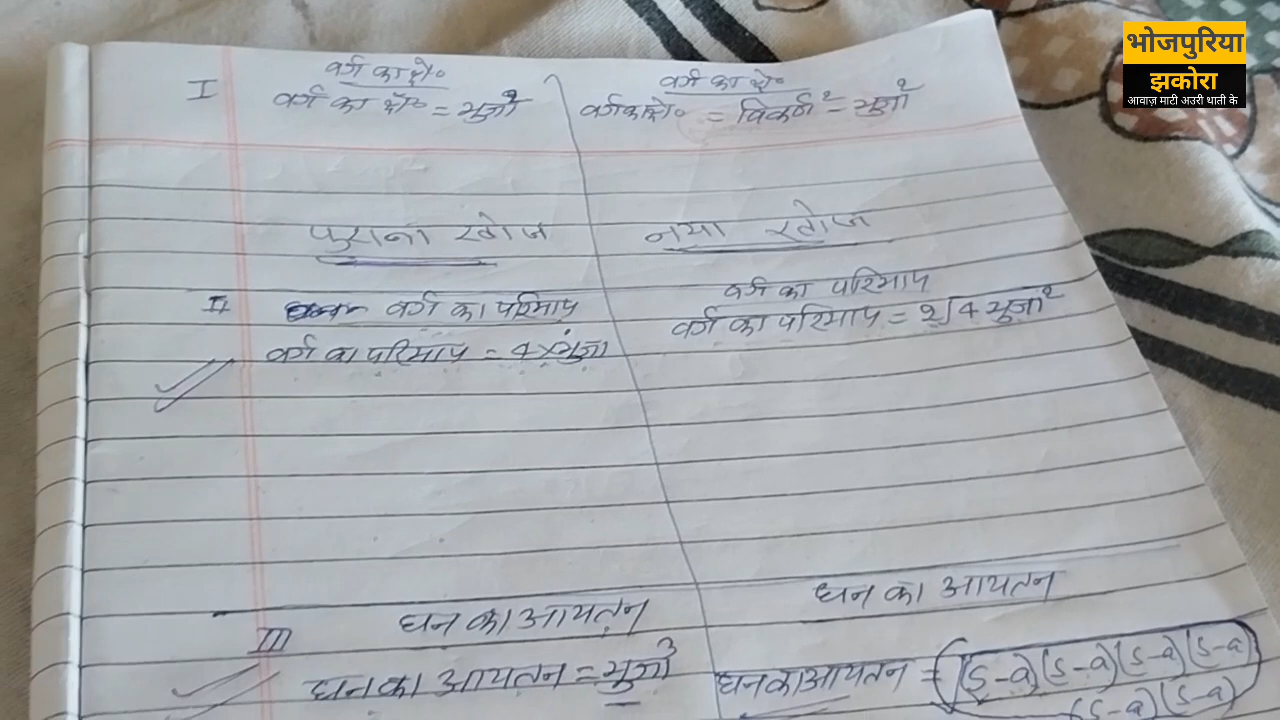 भोजपुरिया
झकोरा
आवाज़ माटी अउरी थाती के
I
वर्ग का क्षे०
वर्ग का क्षे० = भुजा²
वर्ग का क्षे०
वर्ग का क्षे० = विकर्ण² - भुजा²
पुराना खोज
नया खोज
II
वर्ग का परिमाप
वर्ग का परिमाप = 4 × भुजा
वर्ग का परिमाप
वर्ग का परिमाप = 2√4 भुजा²
III
घन का आयतन
घन का आयतन = भुजा³
घन का आयतन
घन का आयतन = √(S-a)(S-a)(S-a)(S-a)
(S-a)(S-a)